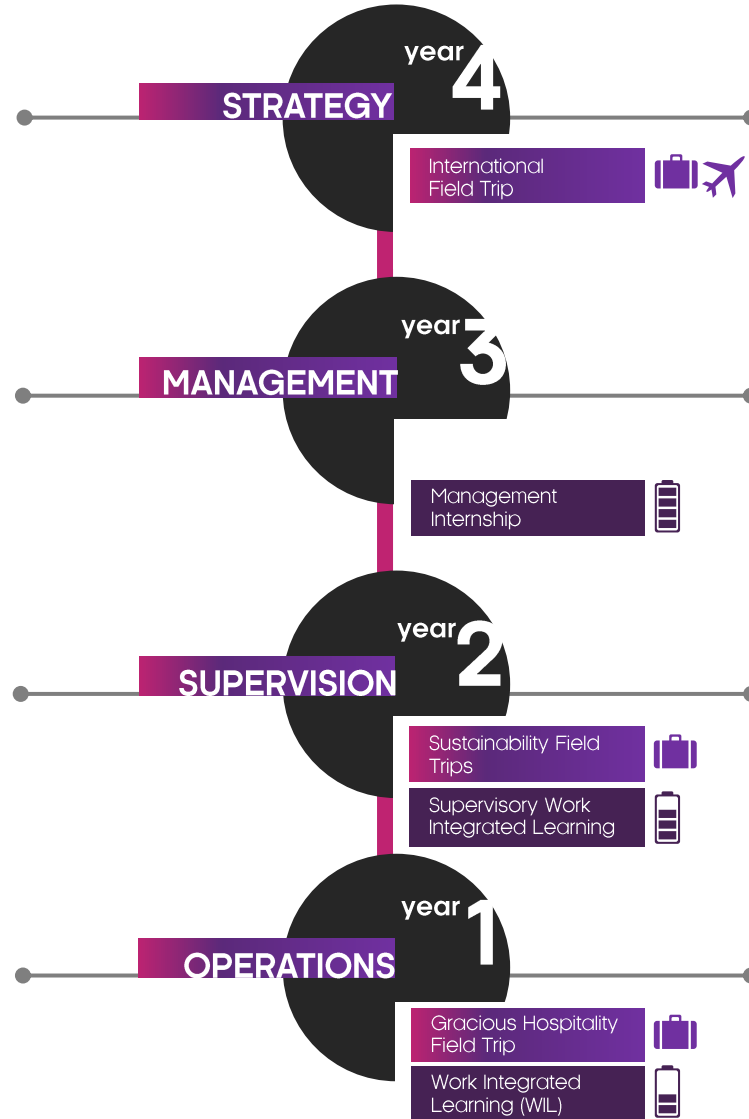 year 4
STRATEGY
International
Field Trip
year 3
MANAGEMENT
Management
Internship
year 2
SUPERVISION
Sustainability Field
Trips
Supervisory Work
Integrated Learning
year 1
OPERATIONS
Gracious Hospitality
Field Trip
Work Integrated
Learning (WIL)